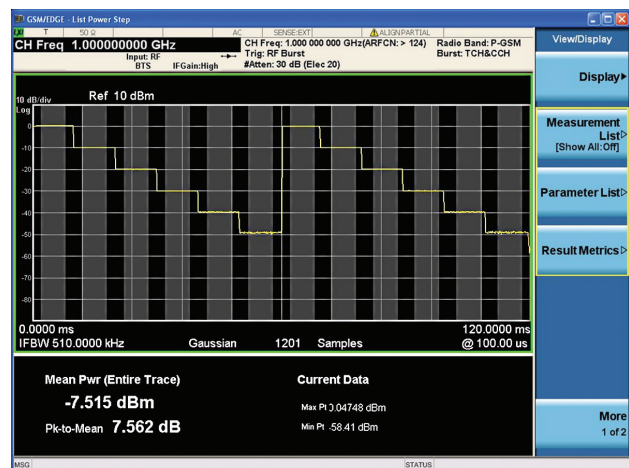 GSM/EDGE - List Power Step
T 50 Ω AC SENSE:EXT ALIGN PARTIAL
CH Freq 1.000000000 GHz
Input: RF
BTS IFGain:High
CH Freq: 1.000 000 000 GHz(ARFCN: > 124)
Trig: RF Burst
#Atten: 30 dB (Elec 20)
Radio Band: P-GSM
Burst: TCH&CCH
View/Display
Display
Measurement List
[Show All:Off]
Parameter List
Result Metrics
More
1 of 2
10 dB/div Ref 10 dBm
Log
0
-10
-20
-30
-40
-50
-60
-70
-80
0.0000 ms 120.0000 ms
IFBW 510.0000 kHz Gaussian 1201 Samples @ 100.00 us
Mean Pwr (Entire Trace)
-7.515 dBm
Pk-to-Mean 7.562 dB
Current Data
Max Pt 0.04748 dBm
Min Pt -58.41 dBm
MSG STATUS